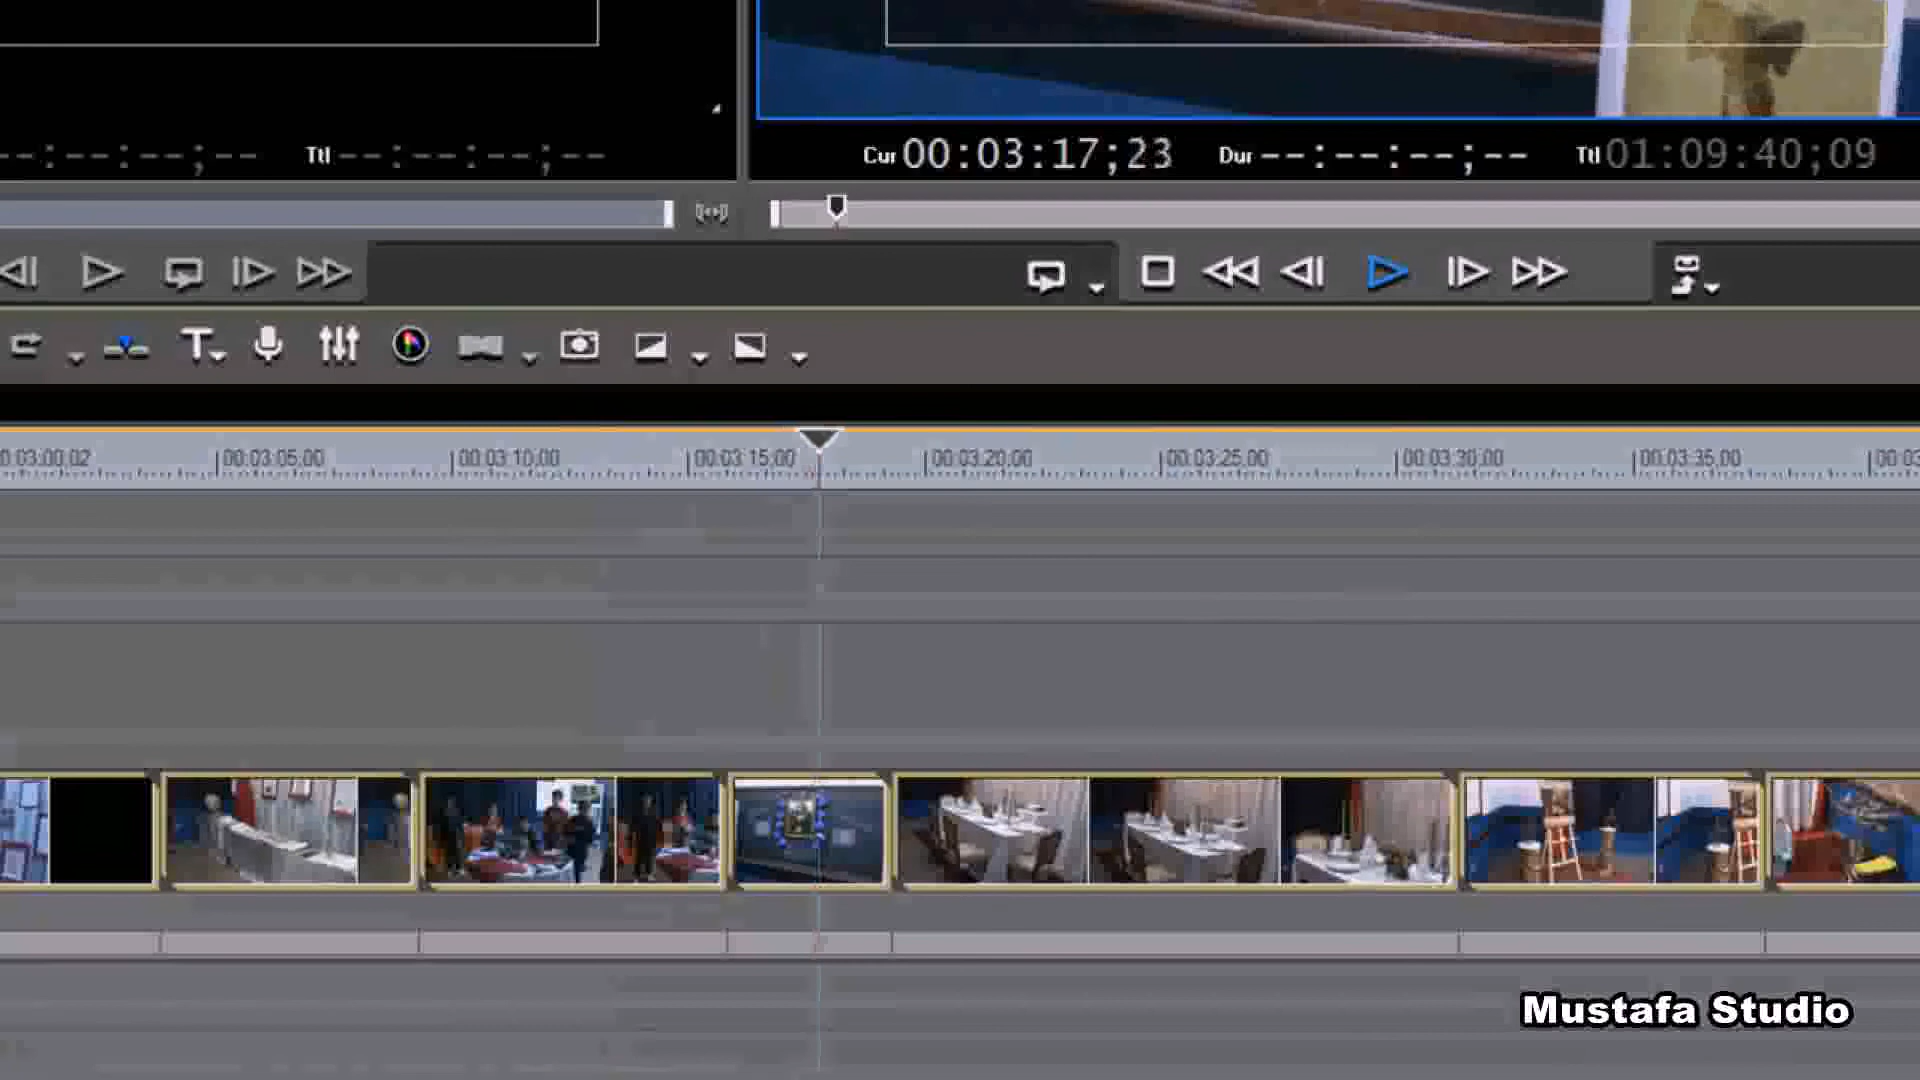 --:--:--;-- Ttl --:--:--;--
Cur 00:03:17;23 Dur --:--:--;-- Ttl 01:09:40;09
T
0:03:00;02 00:03:05;00 00:03:10;00 00:03:15;00 00:03:20;00 00:03:25;00 00:03:30;00 00:03:35;00 00:03
Mustafa Studio